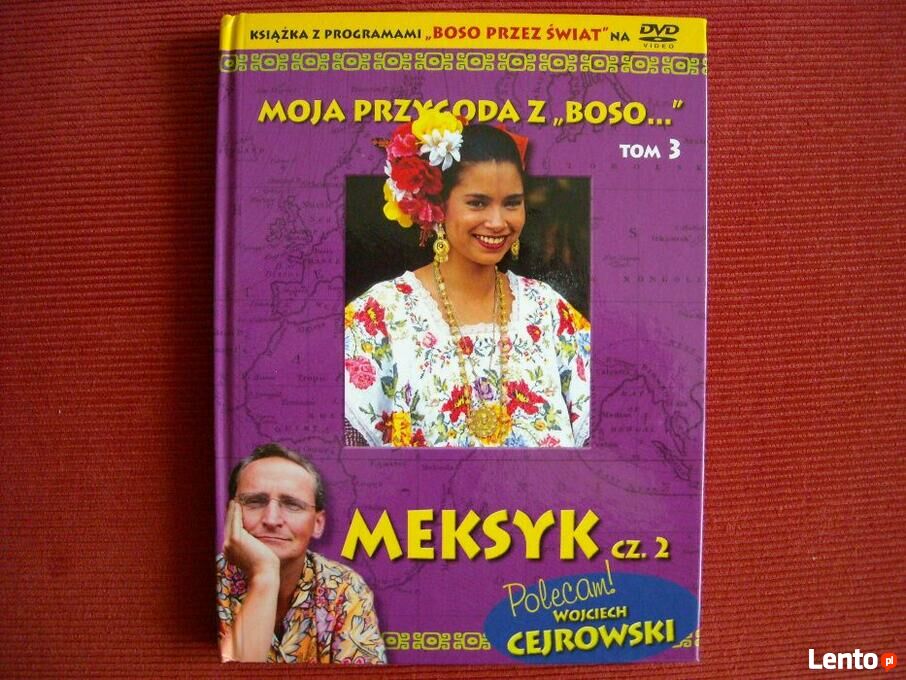 KSIĄŻKA Z PROGRAMAMI „BOSO PRZEZ ŚWIAT” NA DVD VIDEO
MOJA PRZYGODA Z „BOSO...”
TOM 3
MEKSYK CZ. 2
Polecam!
WOJCIECH
CEJROWSKI
Lento.pl